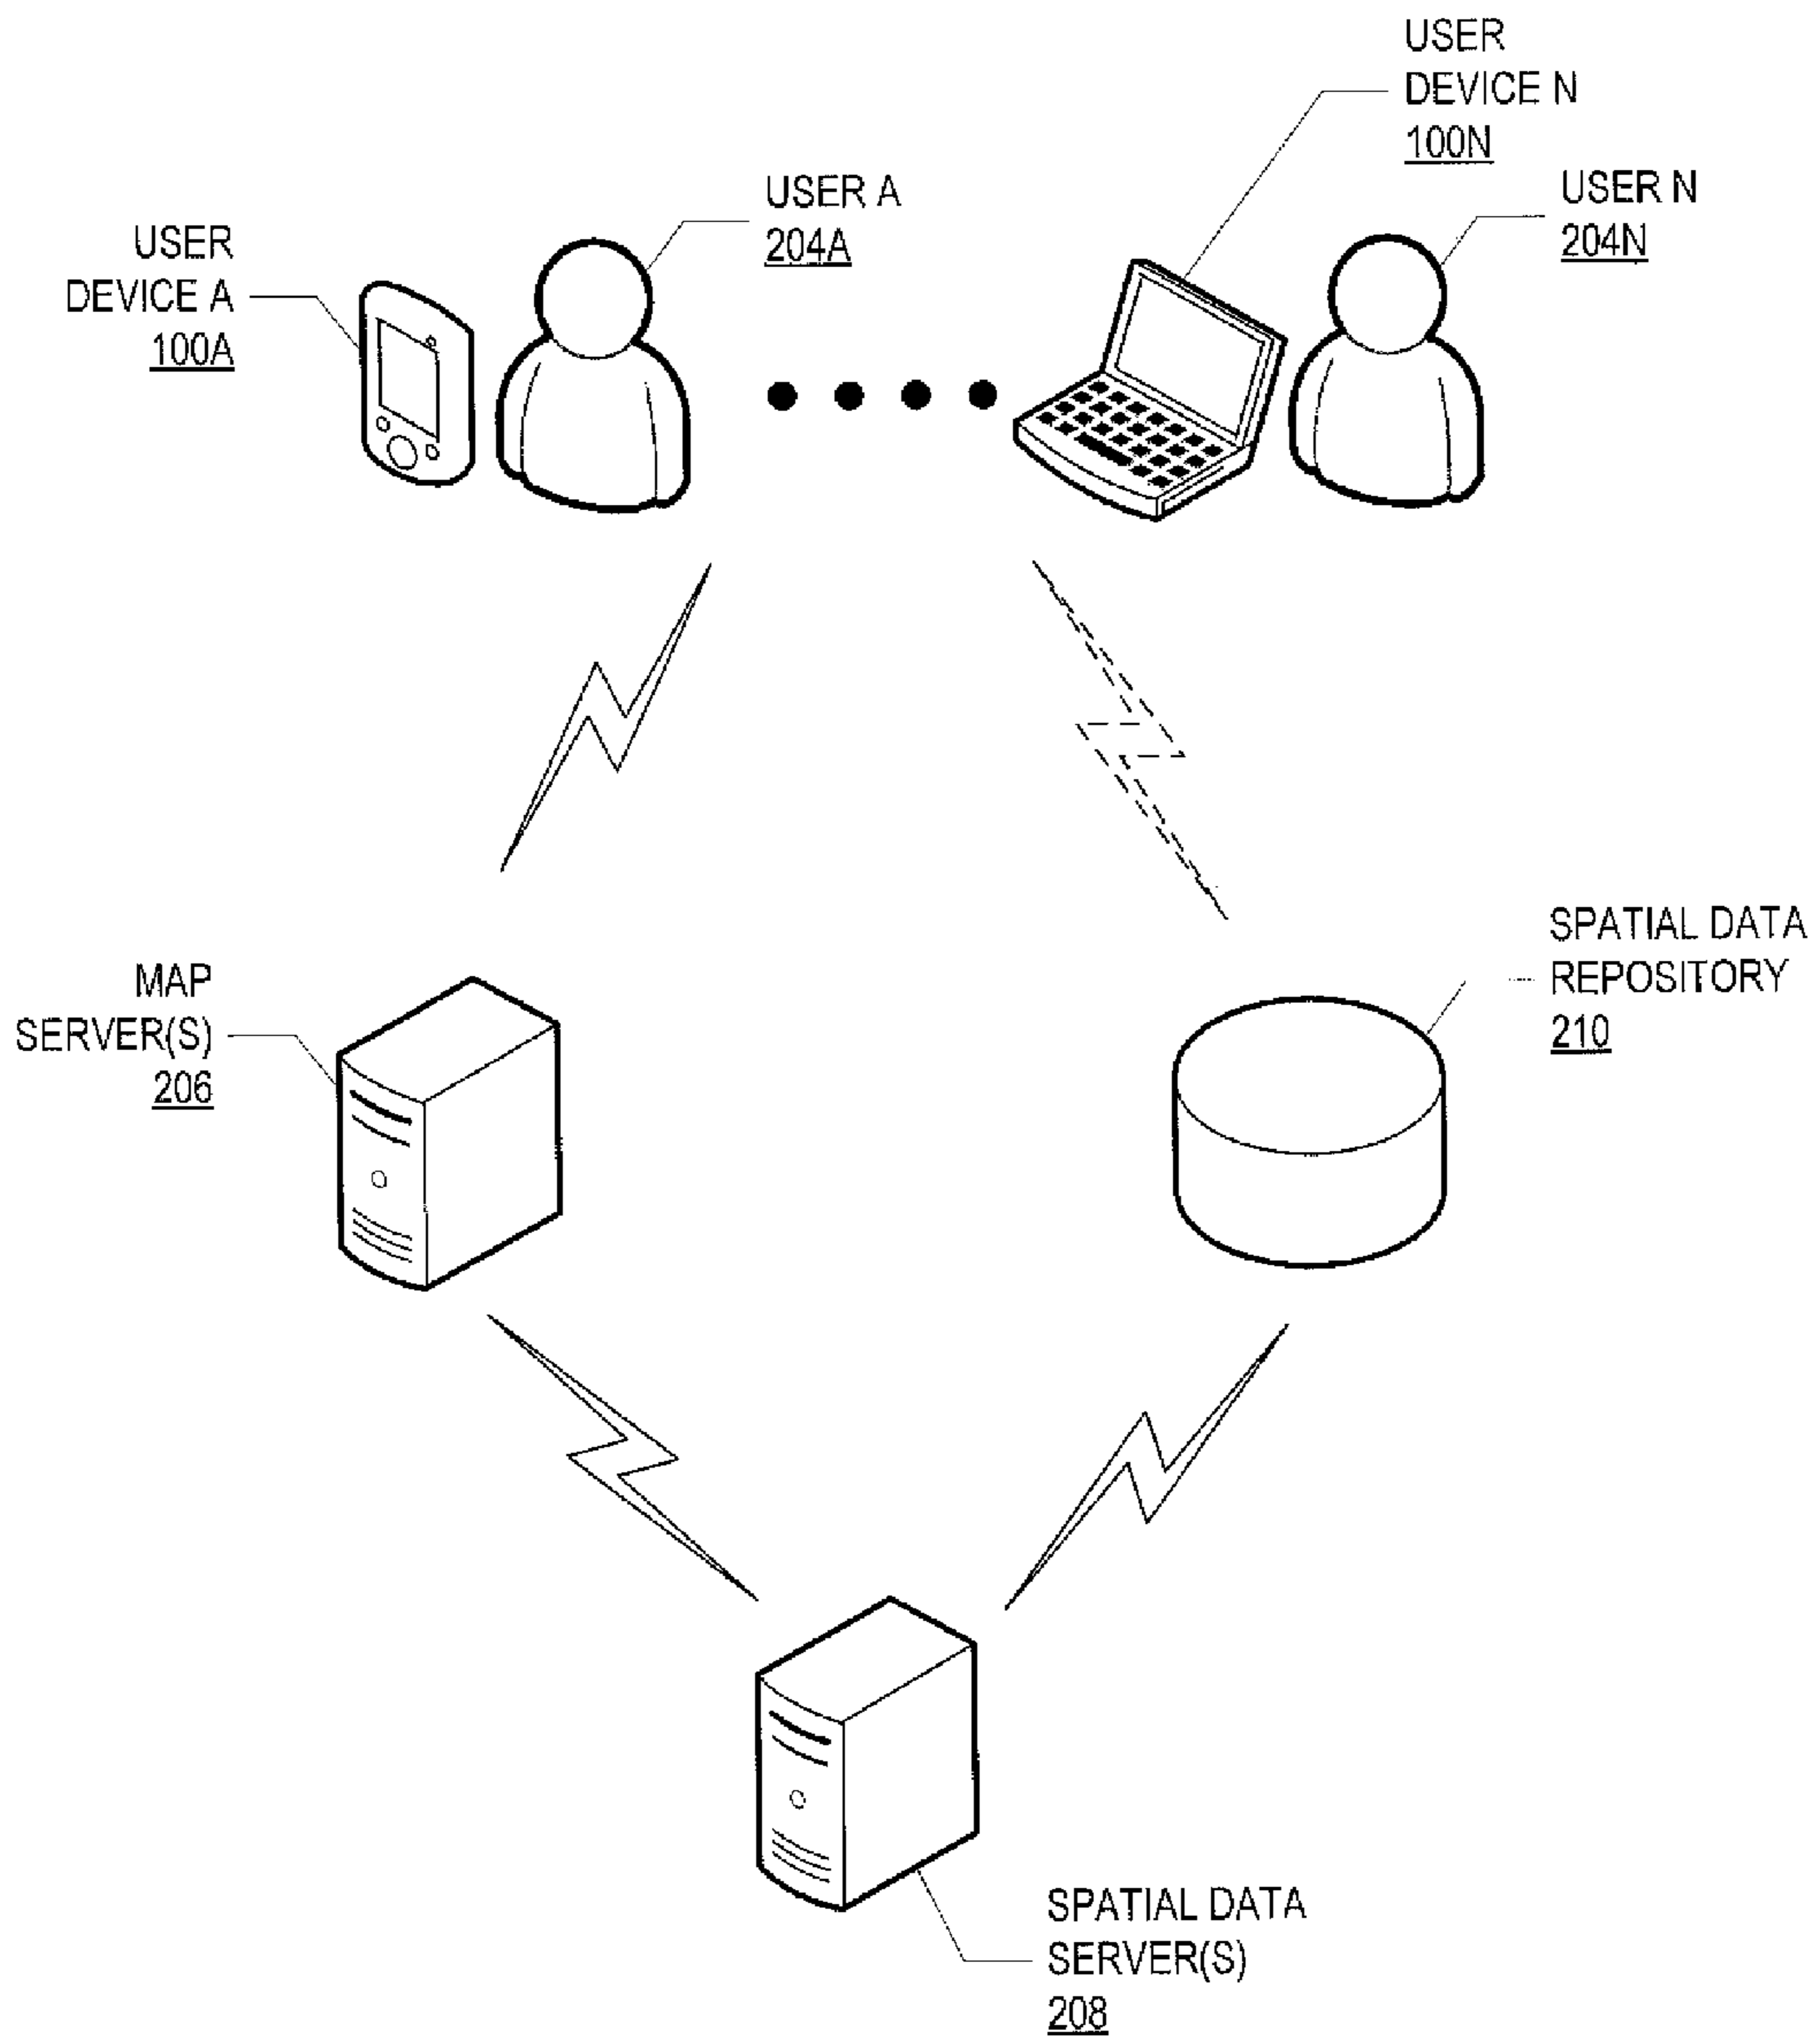 USER
DEVICE N
100N
USER A
204A
USER N
204N
USER
DEVICE A
100A
SPATIAL DATA
REPOSITORY
210
MAP
SERVER(S)
206
SPATIAL DATA
SERVER(S)
208